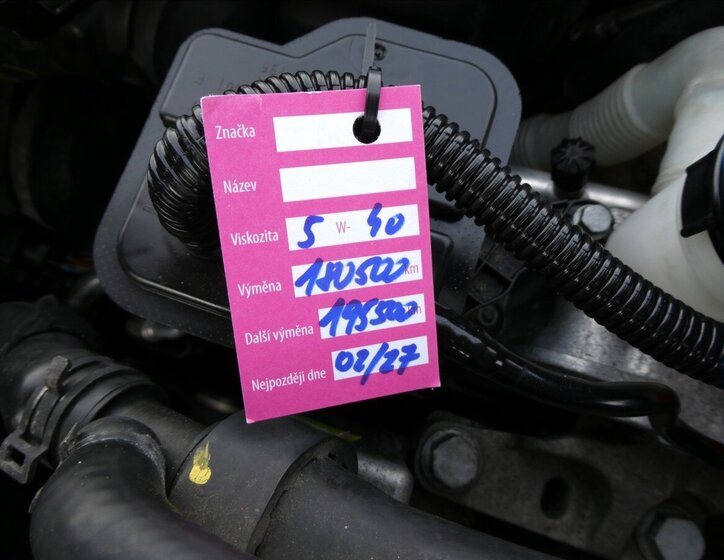 Značka
Název
Viskozita 5 W- 40
Výměna 180500 km
Další výměna 195500 km
Nejpozději dne 02/27